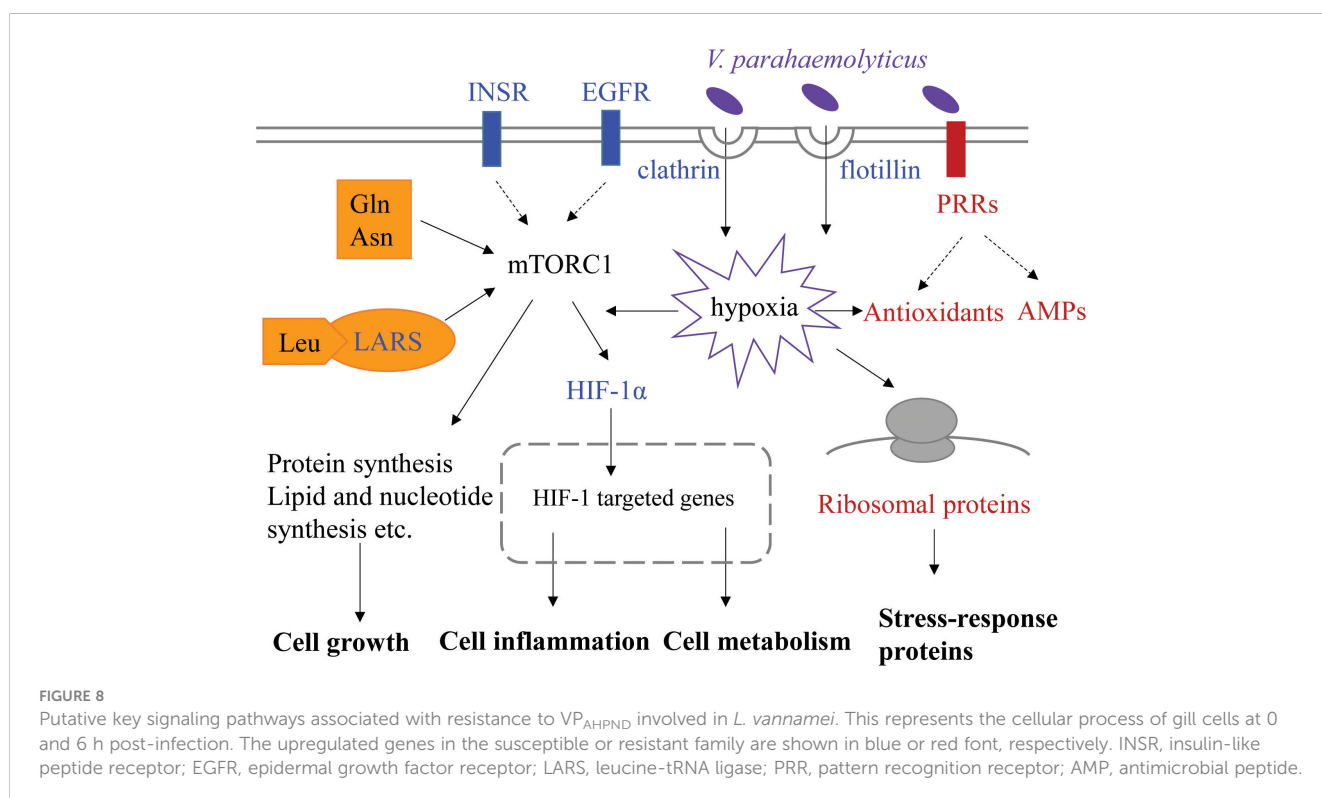 V. parahaemolyticus
INSR
EGFR
clathrin
flotillin
PRRs
Gln
Asn
mTORC1
hypoxia
Antioxidants
AMPs
Leu
LARS
HIF-1α
Protein synthesis
Lipid and nucleotide
synthesis etc.
HIF-1 targeted genes
Ribosomal proteins
Cell growth
Cell inflammation
Cell metabolism
Stress-response
proteins
FIGURE 8
Putative key signaling pathways associated with resistance to VPAHPND involved in L. vannamei. This represents the cellular process of gill cells at 0
and 6 h post-infection. The upregulated genes in the susceptible or resistant family are shown in blue or red font, respectively. INSR, insulin-like
peptide receptor; EGFR, epidermal growth factor receptor; LARS, leucine-tRNA ligase; PRR, pattern recognition receptor; AMP, antimicrobial peptide.